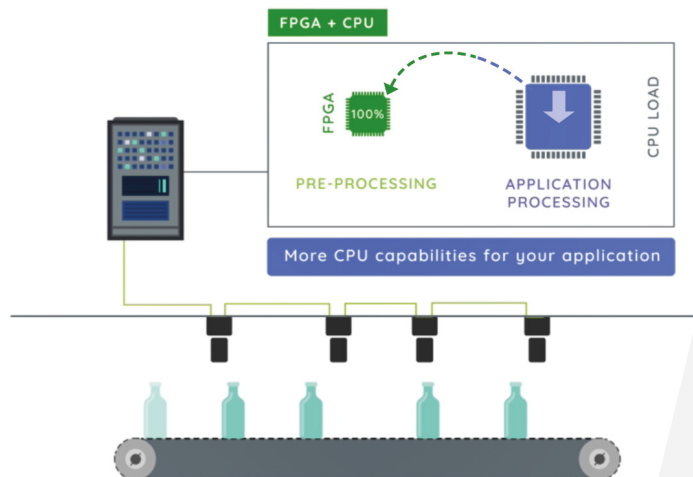 FPGA + CPU
FPGA
100%
CPU LOAD
PRE-PROCESSING
APPLICATION
PROCESSING
More CPU capabilities for your application